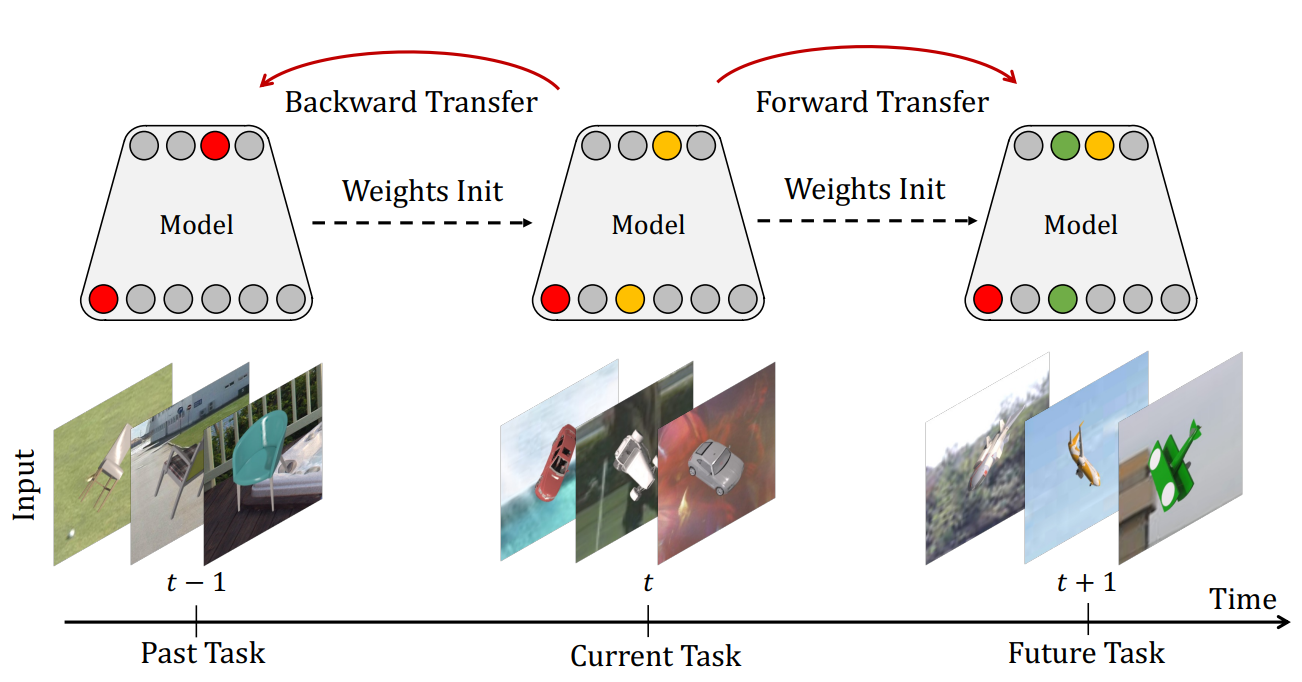 Backward Transfer
Forward Transfer
Weights Init
Weights Init
Model
Model
Model
Input
t − 1
t
t + 1
Time
Past Task
Current Task
Future Task